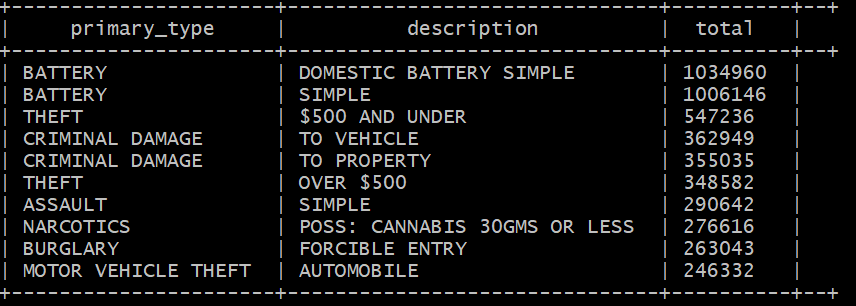 primary_type description total
BATTERY DOMESTIC BATTERY SIMPLE 1034960
BATTERY SIMPLE 1006146
THEFT $500 AND UNDER 547236
CRIMINAL DAMAGE TO VEHICLE 362949
CRIMINAL DAMAGE TO PROPERTY 355035
THEFT OVER $500 348582
ASSAULT SIMPLE 290642
NARCOTICS POSS: CANNABIS 30GMS OR LESS 276616
BURGLARY FORCIBLE ENTRY 263043
MOTOR VEHICLE THEFT AUTOMOBILE 246332